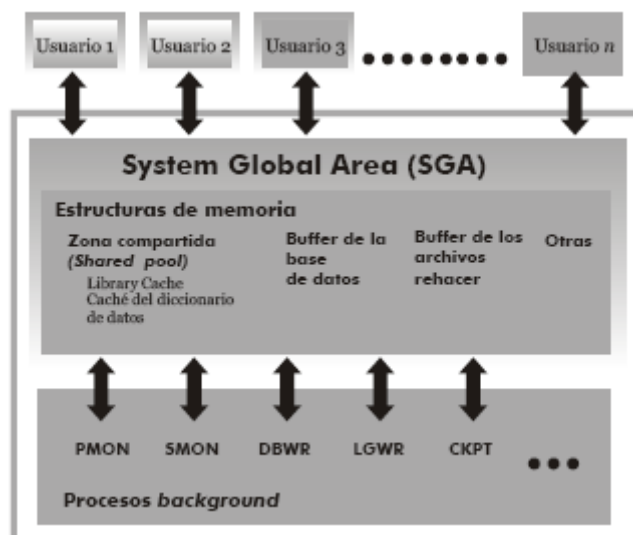 Usuario 1
Usuario 2
Usuario 3
Usuario n
System Global Area (SGA)
Estructuras de memoria
Zona compartida
(Shared pool)
Library Cache
Caché del diccionario
de datos
Buffer de la
base
de datos
Buffer de los
archivos
rehacer
Otras
PMON
SMON
DBWR
LGWR
CKPT
Procesos background